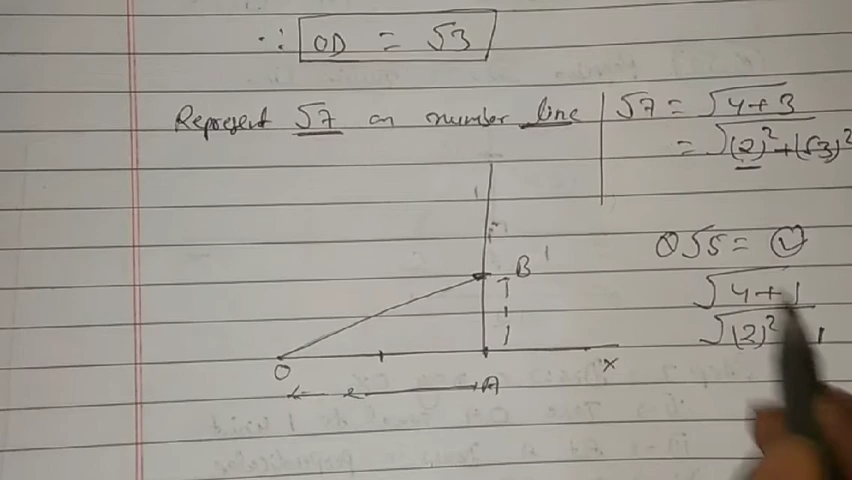 ∴ OD = √3
Represent √7 on number line
√7 = √4+3
= √(2)²+(√3)²
√5 =
√4+1
√(2)² 1
B
O
A
X